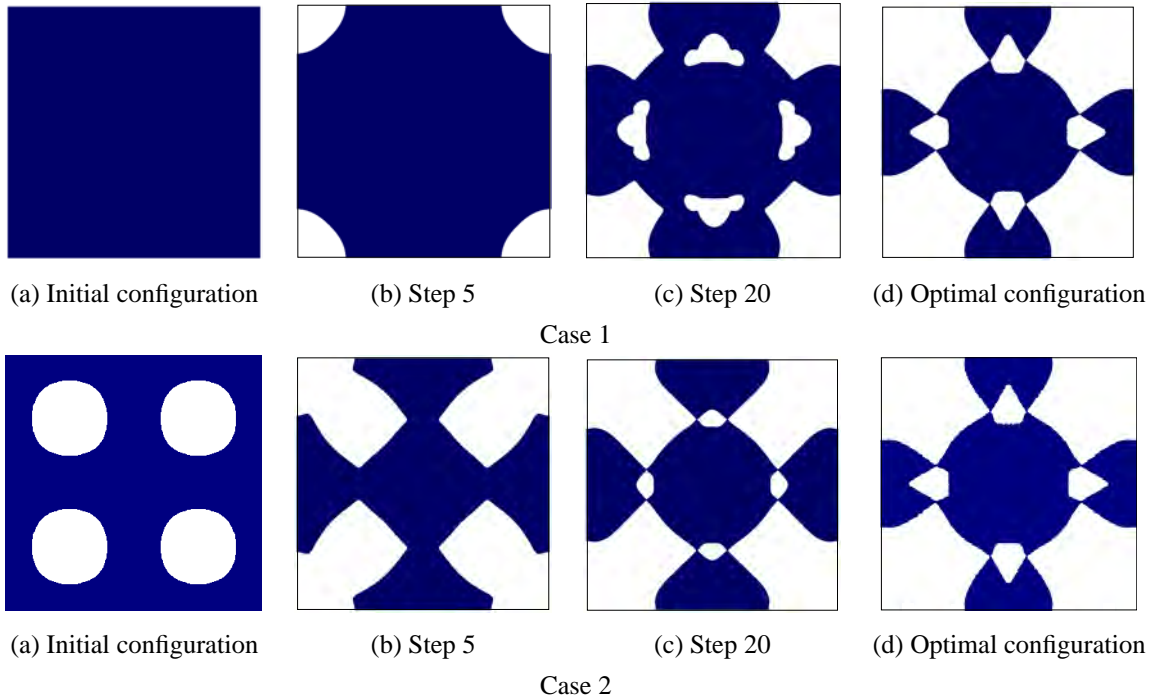 (a) Initial configuration (b) Step 5 (c) Step 20 (d) Optimal configuration
Case 1
(a) Initial configuration (b) Step 5 (c) Step 20 (d) Optimal configuration
Case 2